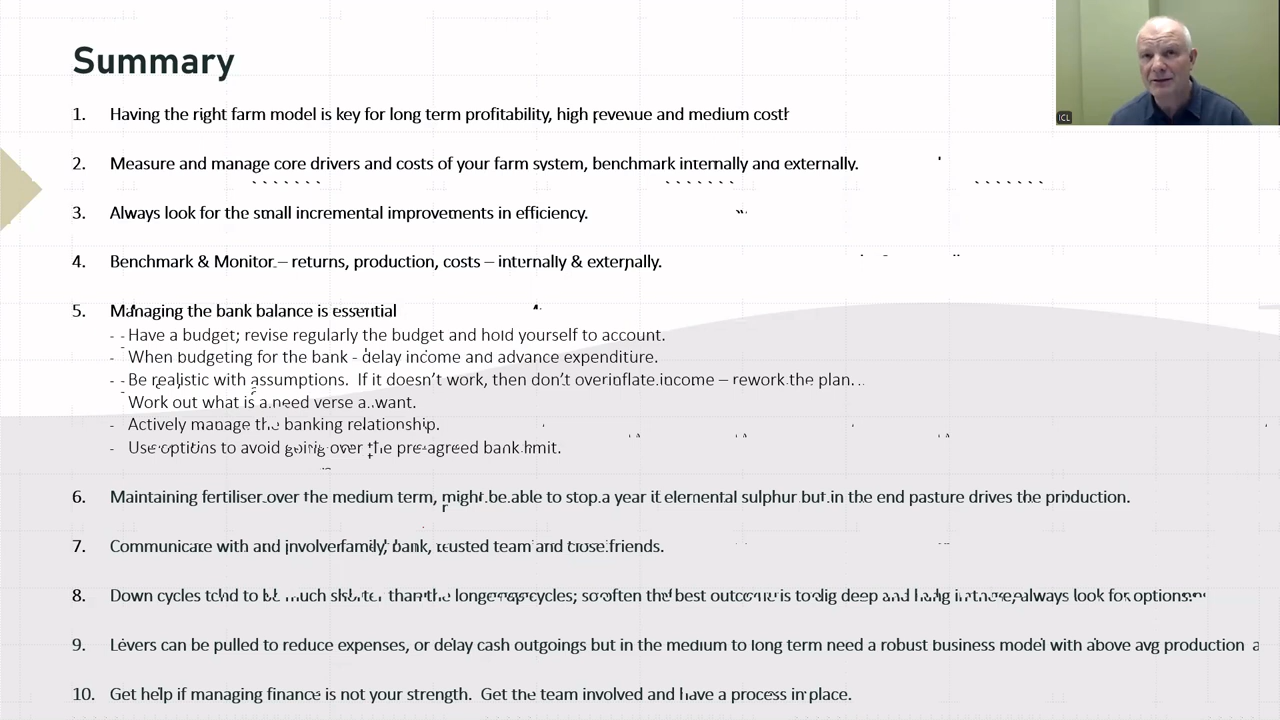 Summary
ICL
1. Having the right farm model is key for long term profitability, high revenue and medium cost!
2. Measure and manage core drivers and costs of your farm system, benchmark internally and externally.
3. Always look for the small incremental improvements in efficiency.
4. Benchmark & Monitor – returns, production, costs – internally & externally.
5. Managing the bank balance is essential
- Have a budget; revise regularly the budget and hold yourself to account.
- When budgeting for the bank - delay income and advance expenditure.
- Be realistic with assumptions. If it doesn't work, then don't overinflate income – rework the plan...
Work out what is a need verse a want.
- Actively manage the banking relationship.
- Use options to avoid going over the pre-agreed bank limit.
6. Maintaining fertiliser over the medium term, might be able to stop a year if elemental sulphur but in the end pasture drives the production.
7. Communicate with and involve family, bank, trusted team and close friends.
8. Down cycles tend to be much shorter than the longer cycles; so often the best outcome is to dig deep and hang in there, always look for options
9. Levers can be pulled to reduce expenses, or delay cash outgoings but in the medium to long term need a robust business model with above avg production
10. Get help if managing finance is not your strength. Get the team involved and have a process in place.